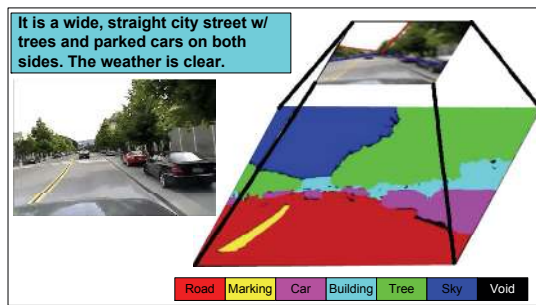 It is a wide, straight city street w/
trees and parked cars on both
sides. The weather is clear.
Road Marking Car Building Tree Sky Void